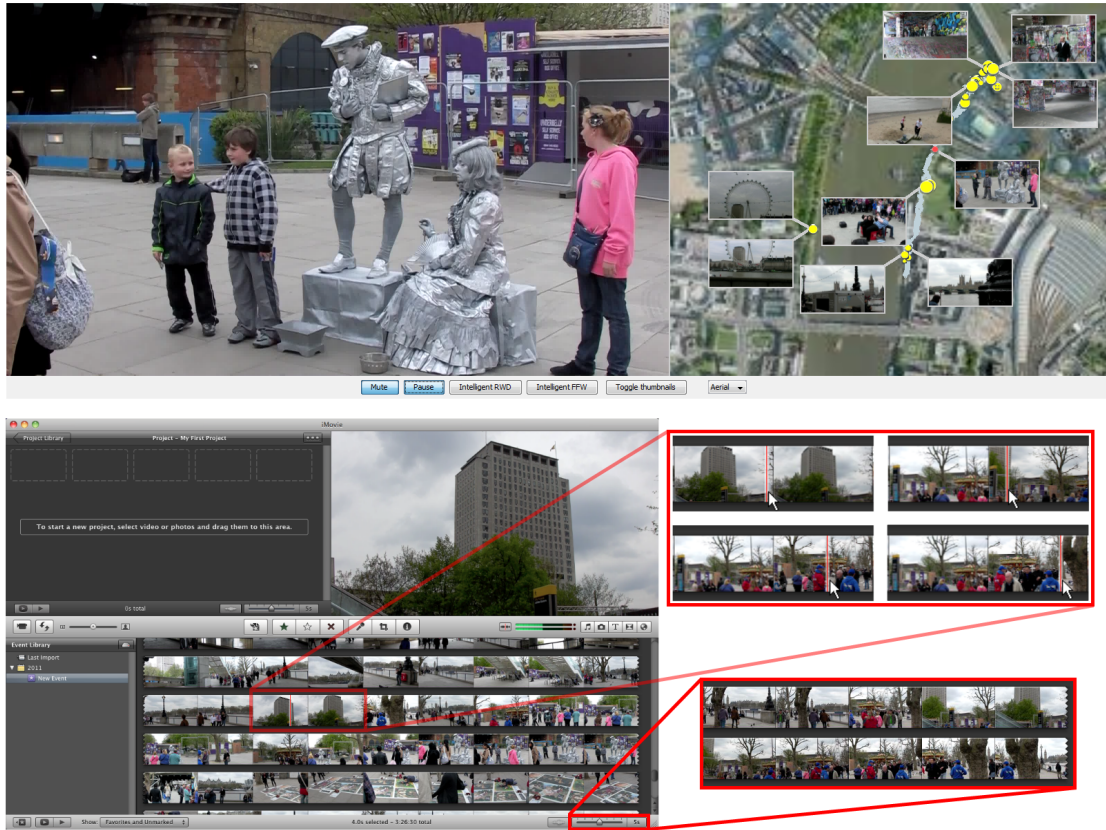 Mute
Pause
Intelligent RWD
Intelligent FFW
Toggle thumbnails
Aerial
iMovie
Project Library
Project - My First Project
To start a new project, select video or photos and drag them to this area.
0s total
5s
Event Library
Last Import
2011
New Event
Show:
Favorites and Unmarked
4.0s selected - 3:26:30 total
5s